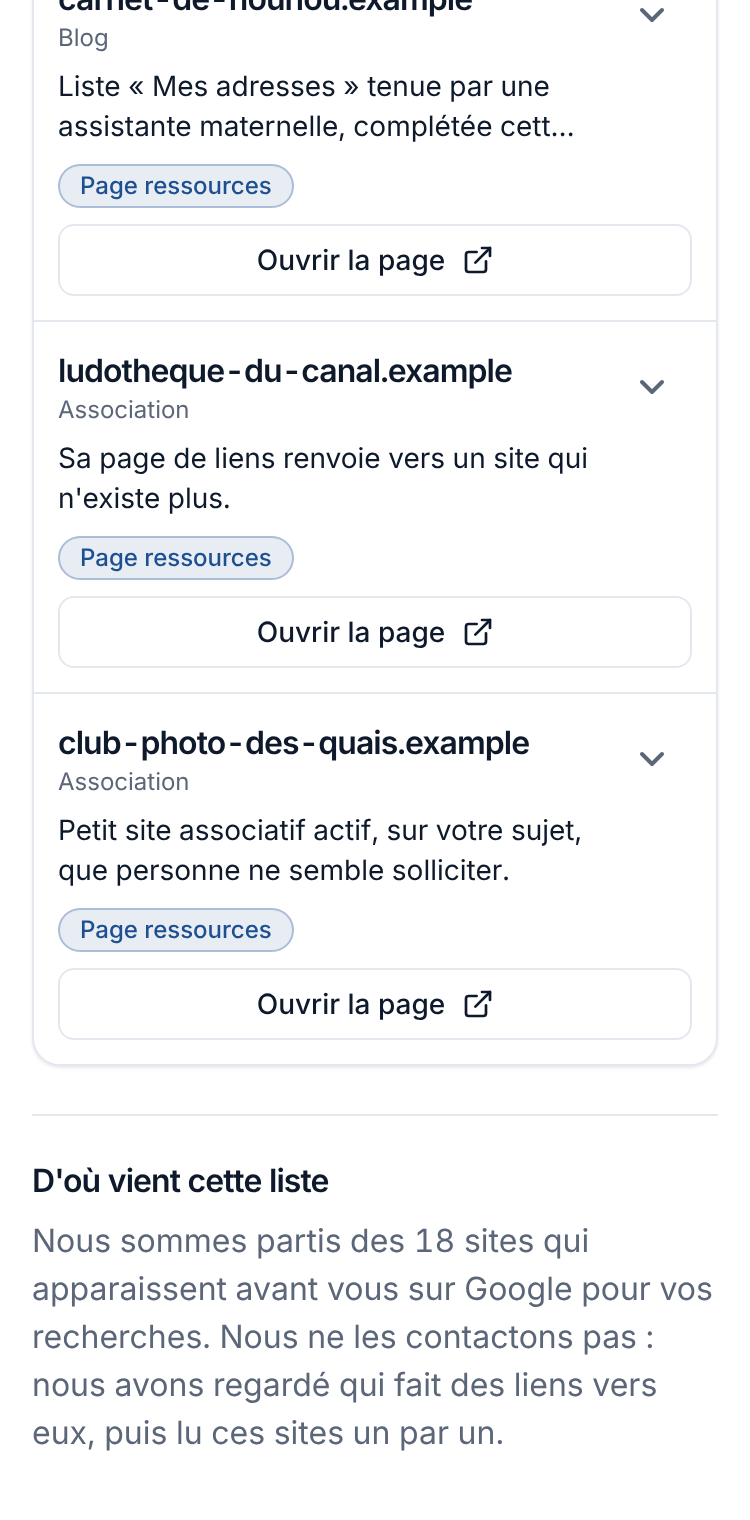 carnet-de-nounou.example
Blog
Liste « Mes adresses » tenue par une
assistante maternelle, complétée cett...
Page ressources
Ouvrir la page
ludotheque-du-canal.example
Association
Sa page de liens renvoie vers un site qui
n'existe plus.
Page ressources
Ouvrir la page
club-photo-des-quais.example
Association
Petit site associatif actif, sur votre sujet,
que personne ne semble solliciter.
Page ressources
Ouvrir la page
D'où vient cette liste
Nous sommes partis des 18 sites qui
apparaissent avant vous sur Google pour vos
recherches. Nous ne les contactons pas :
nous avons regardé qui fait des liens vers
eux, puis lu ces sites un par un.